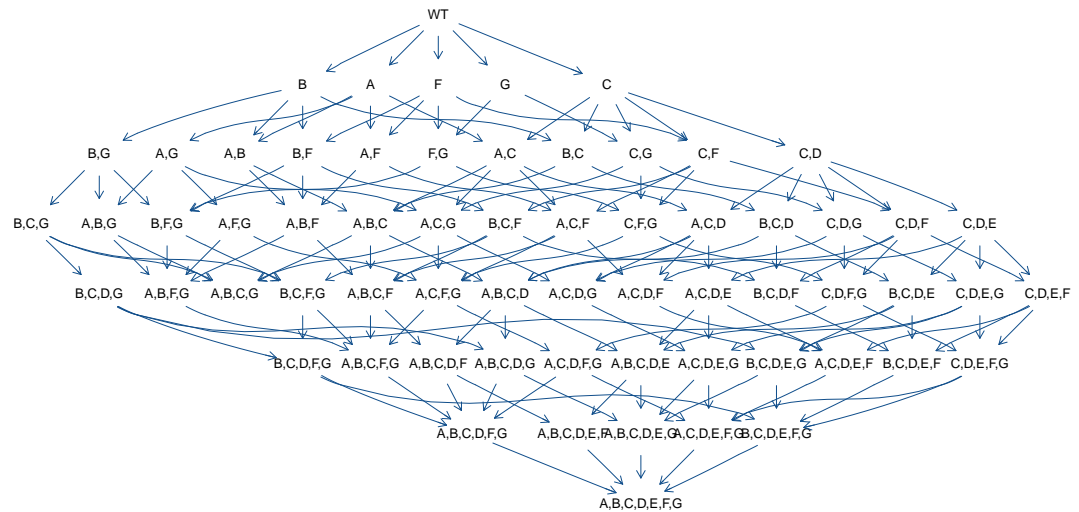 WT
B A F G C
B,G A,G A,B B,F A,F F,G A,C B,C C,G C,F C,D
B,C,G A,B,G B,F,G A,F,G A,B,F A,B,C A,C,G B,C,F A,C,F C,F,G A,C,D B,C,D C,D,G C,D,F C,D,E
B,C,D,G A,B,F,G A,B,C,G B,C,F,G A,B,C,F A,C,F,G A,B,C,D A,C,D,G A,C,D,F A,C,D,E B,C,D,F C,D,F,G B,C,D,E C,D,E,G C,D,E,F
B,C,D,F,G A,B,C,F,G A,B,C,D,F A,B,C,D,G A,C,D,F,G A,B,C,D,E A,C,D,E,G B,C,D,E,G A,C,D,E,F B,C,D,E,F C,D,E,F,G
A,B,C,D,F,G A,B,C,D,E,F A,B,C,D,E,G A,C,D,E,F,G B,C,D,E,F,G
A,B,C,D,E,F,G